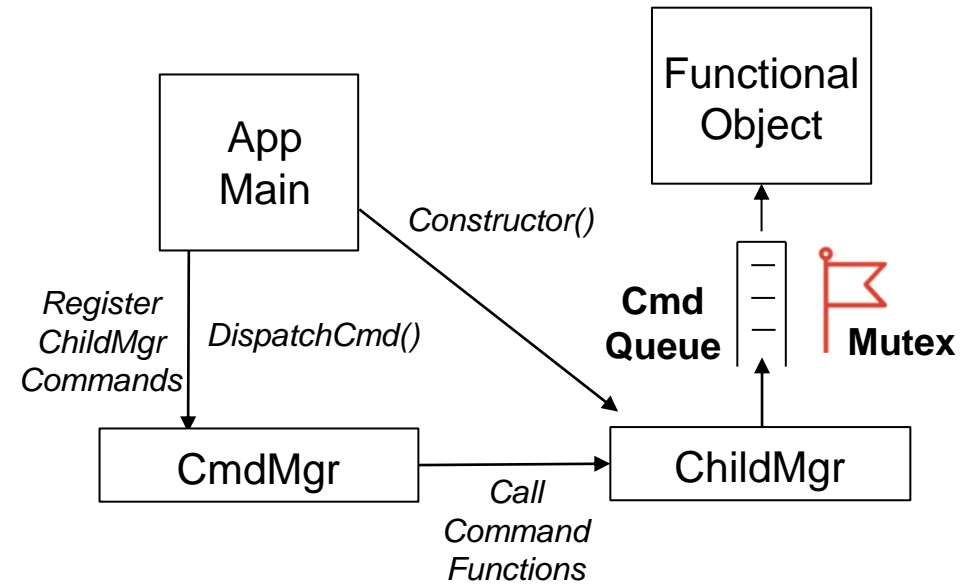 Functional
Object
App
Main
Constructor()
Register
ChildMgr
Commands
DispatchCmd()
Cmd
Queue
Mutex
CmdMgr
ChildMgr
Call
Command
Functions